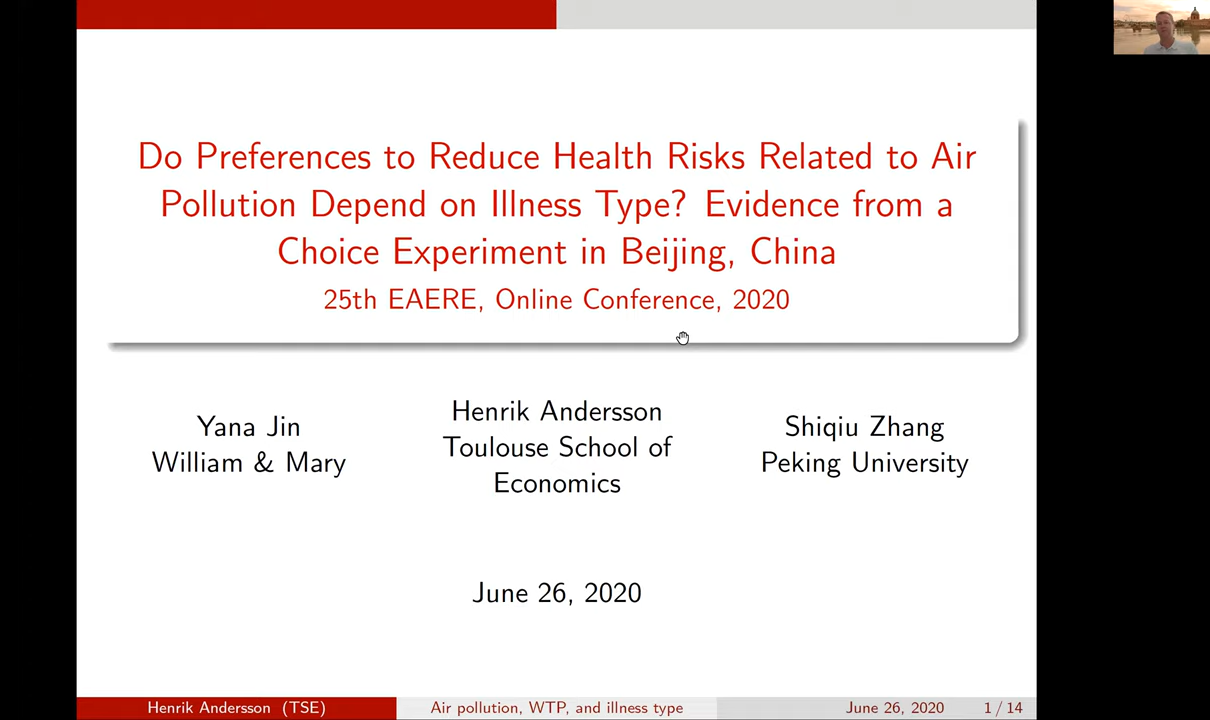 Do Preferences to Reduce Health Risks Related to Air
Pollution Depend on Illness Type? Evidence from a
Choice Experiment in Beijing, China
25th EAERE, Online Conference, 2020
Yana Jin
William & Mary
Henrik Andersson
Toulouse School of
Economics
Shiqiu Zhang
Peking University
June 26, 2020
Henrik Andersson (TSE)
Air pollution, WTP, and illness type
June 26, 2020
1 / 14